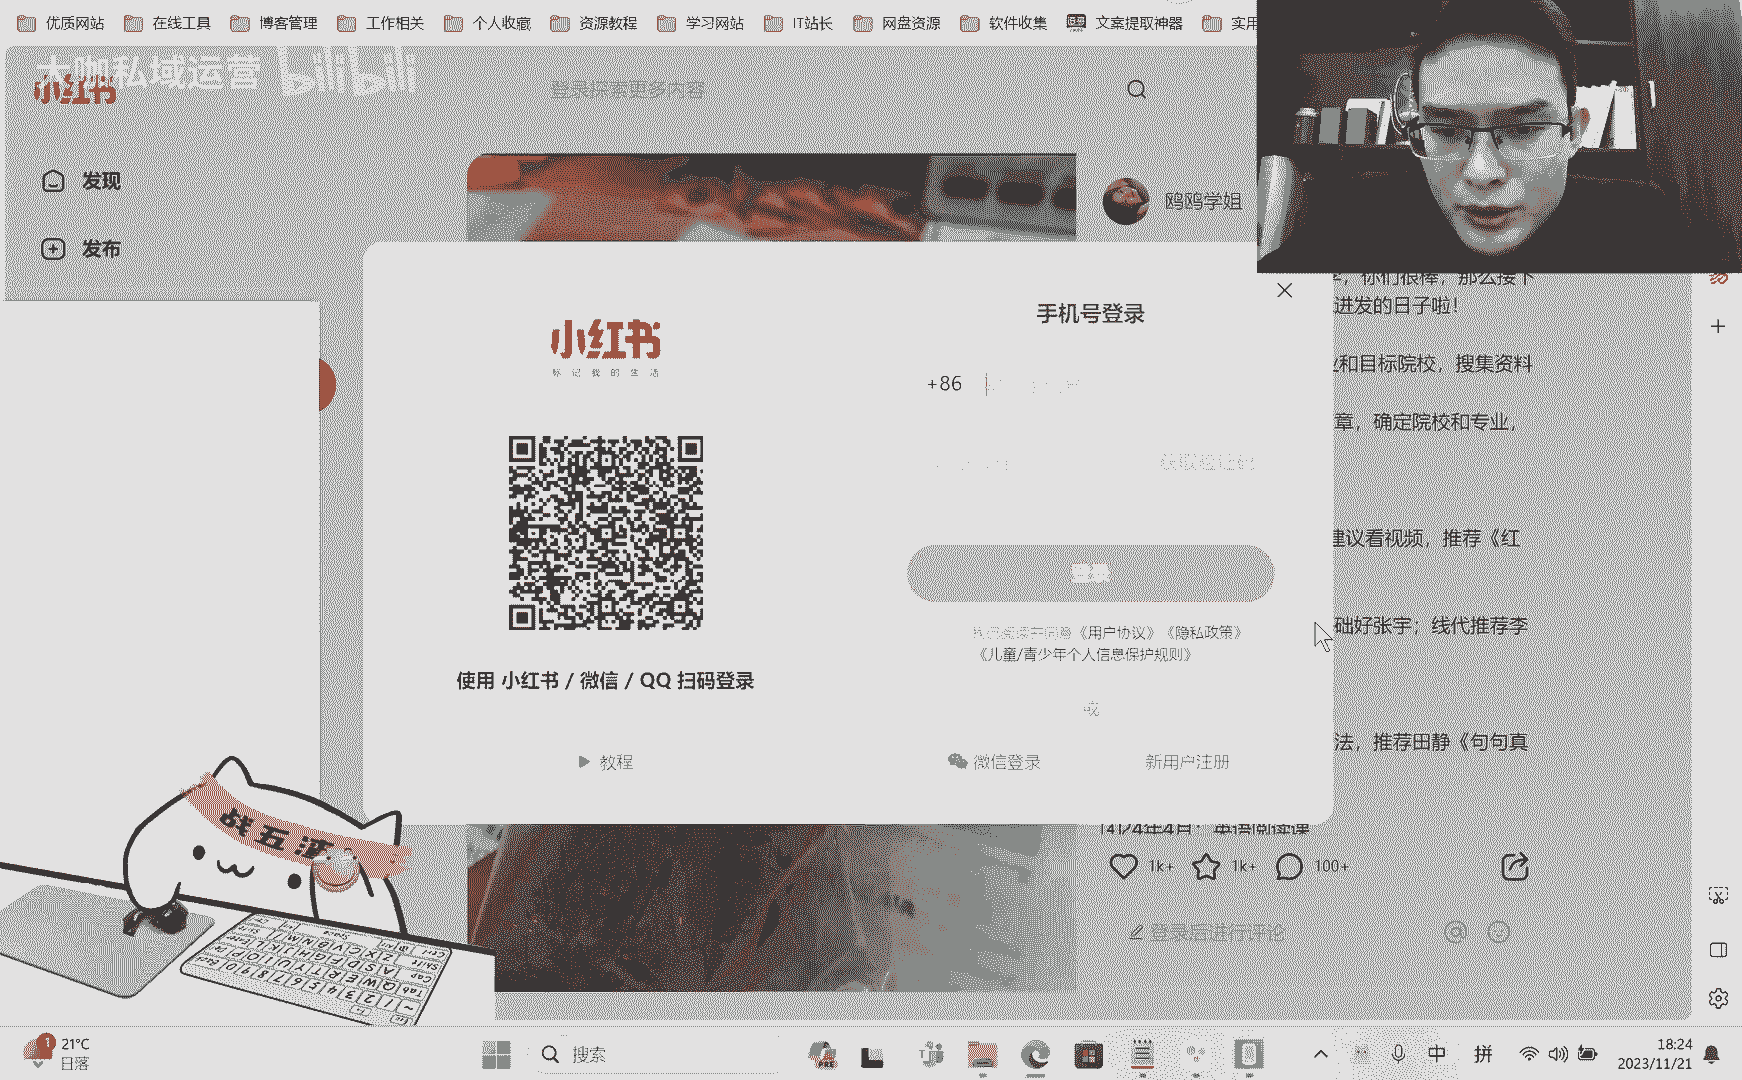 优质网站 在线工具 博客管理 工作相关 个人收藏 资源教程 学习网站 IT站长 网盘资源 软件收集 文案提取神器 实用
大咖私域运营 bilibili
小红书
登录探索更多内容
发现
发布
鸥鸥学姐
你们很棒，那么接下
进发的日子啦！
和目标院校，搜集资料
章，确定院校和专业，
建议看视频，推荐《红
础好张宇；线代推荐李
法，推荐田静《句句真
小红书
标记我的生活
使用 小红书 / 微信 / QQ 扫码登录
教程
手机号登录
+86
获取验证码
登录
我已阅读并同意《用户协议》《隐私政策》
《儿童/青少年个人信息保护规则》
或
微信登录
新用户注册
1k+ 1k+ 100+
登录后进行评论
21°C
日落
搜索
中
拼
18:24
2023/11/21